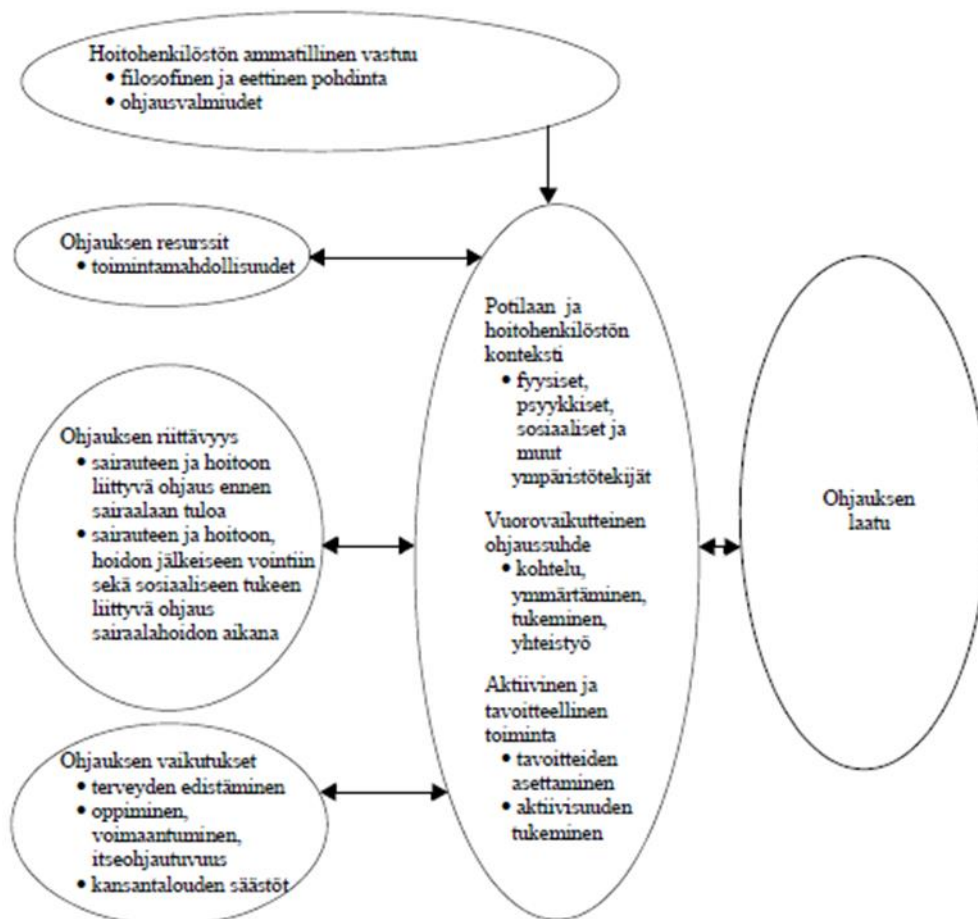 Hoitohenkilöstön ammatillinen vastuu
• filosofinen ja eettinen pohdinta
• ohjausvalmiudet
Ohjauksen resurssit
• toimintamahdollisuudet
Ohjauksen riittävyys
• sairauteen ja hoitoon
liittyvä ohjaus ennen
sairaalaan tuloa
• sairauteen ja hoitoon,
hoidon jälkeiseen vointiin
sekä sosiaaliseen tukeen
liittyvä ohjaus
sairaalahoidon aikana
Ohjauksen vaikutukset
• terveyden edistäminen
• oppiminen,
voimaantuminen,
itseohjautuvuus
• kansantalouden säästöt
Potilaan ja
hoitohenkilöstön
konteksti
• fyysiset,
psyykkiset,
sosiaaliset ja
muut
ympäristötekijät
Vuorovaikutteinen
ohjaussuhde
• kohtelu,
ymmärtäminen,
tukeminen,
yhteistyö
Aktiivinen ja
tavoitteellinen
toiminta
• tavoitteiden
asettaminen
• aktiivisuuden
tukeminen
Ohjauksen
laatu